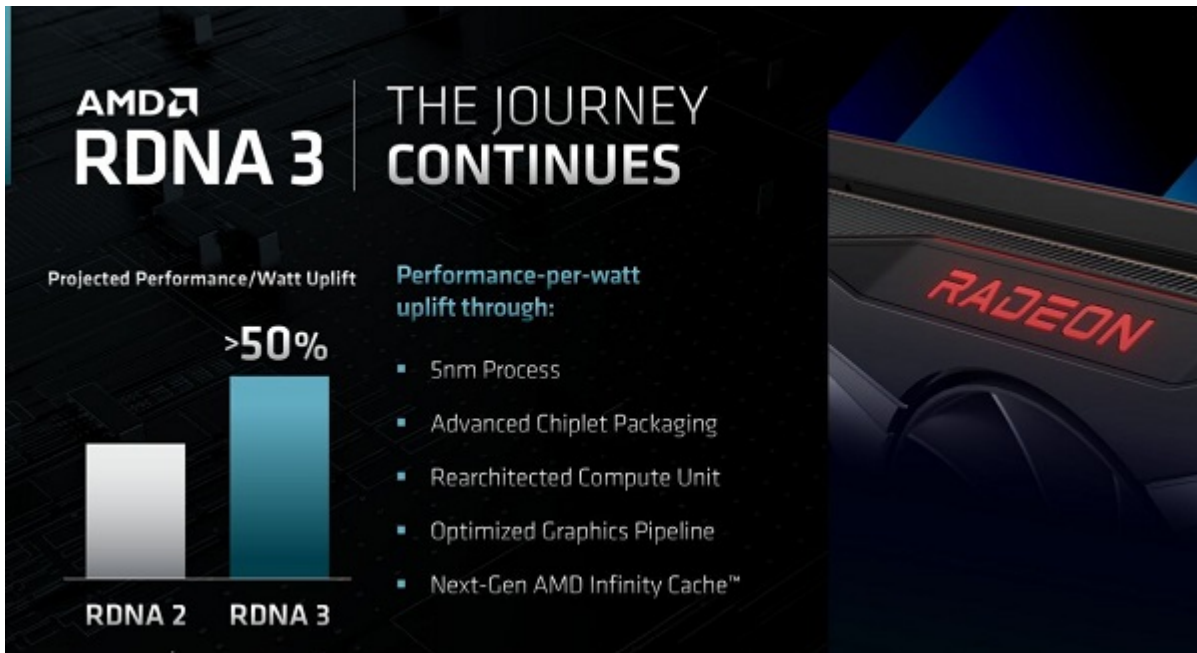 AMD
RDNA 3
THE JOURNEY
CONTINUES
Projected Performance/Watt Uplift
>50%
RDNA 2
RDNA 3
Performance-per-watt
uplift through:
▪ 5nm Process
▪ Advanced Chiplet Packaging
▪ Rearchitected Compute Unit
▪ Optimized Graphics Pipeline
▪ Next-Gen AMD Infinity Cache™
RADEON